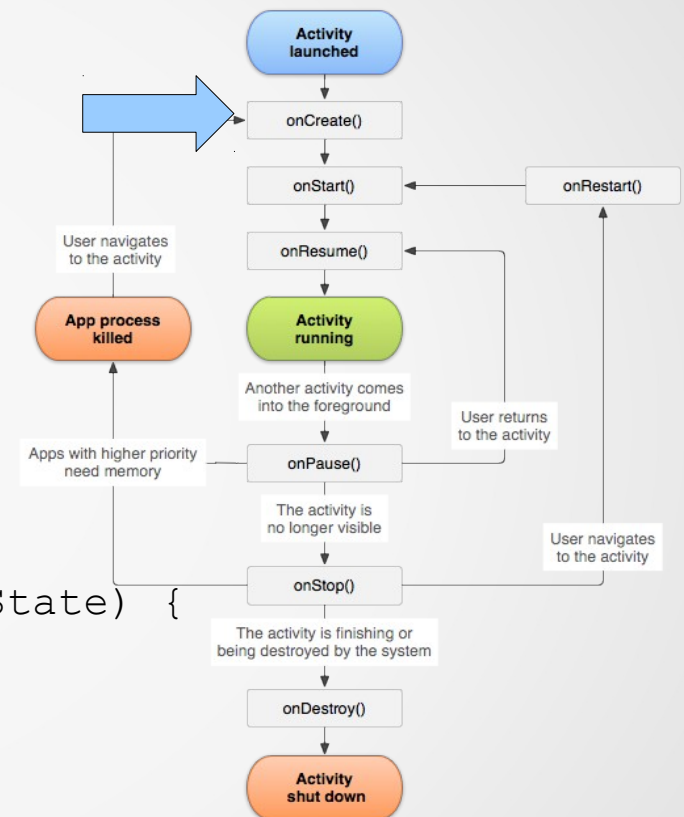 Activity
launched
onCreate()
onStart()
onRestart()
User navigates
to the activity
onResume()
App process
killed
Activity
running
Another activity comes
into the foreground
User returns
to the activity
Apps with higher priority
need memory
onPause()
The activity is
no longer visible
User navigates
to the activity
onStop()
State) {
The activity is finishing or
being destroyed by the system
onDestroy()
Activity
shut down